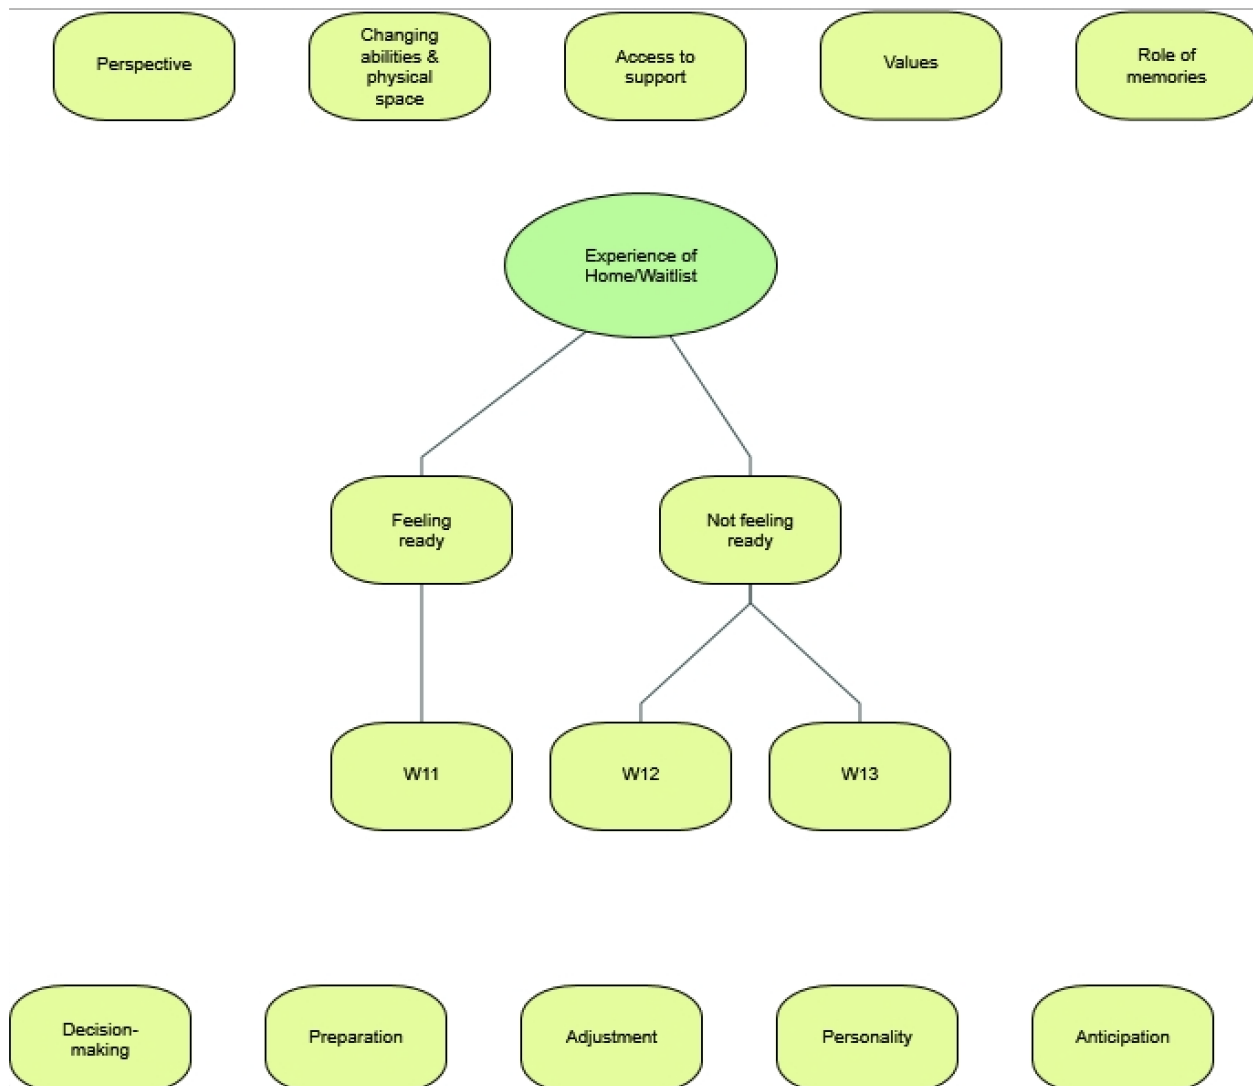 Perspective
Changing
abilities &
physical
space
Access to
support
Values
Role of
memories
Experience of
Home/Waitlist
Feeling
ready
Not feeling
ready
W11
W12
W13
Decision-
making
Preparation
Adjustment
Personality
Anticipation